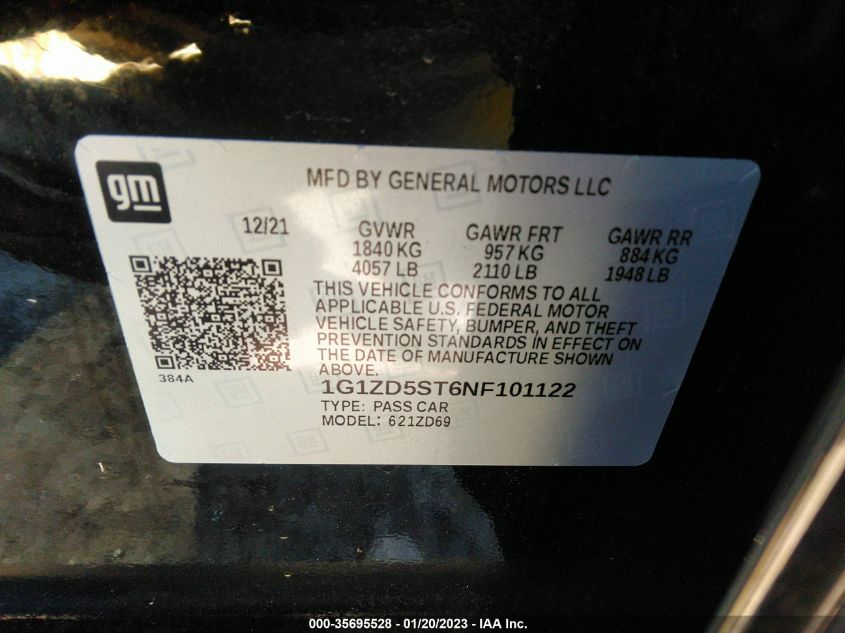 gm
MFD BY GENERAL MOTORS LLC
12/21 GVWR GAWR FRT GAWR RR
1840 KG 957 KG 884 KG
4057 LB 2110 LB 1948 LB
THIS VEHICLE CONFORMS TO ALL
APPLICABLE U.S. FEDERAL MOTOR
VEHICLE SAFETY, BUMPER, AND THEFT
PREVENTION STANDARDS IN EFFECT ON
THE DATE OF MANUFACTURE SHOWN
ABOVE.
384A
1G1ZD5ST6NF101122
TYPE: PASS CAR
MODEL: 621ZD69
000-35695528 - 01/20/2023 - IAA Inc.